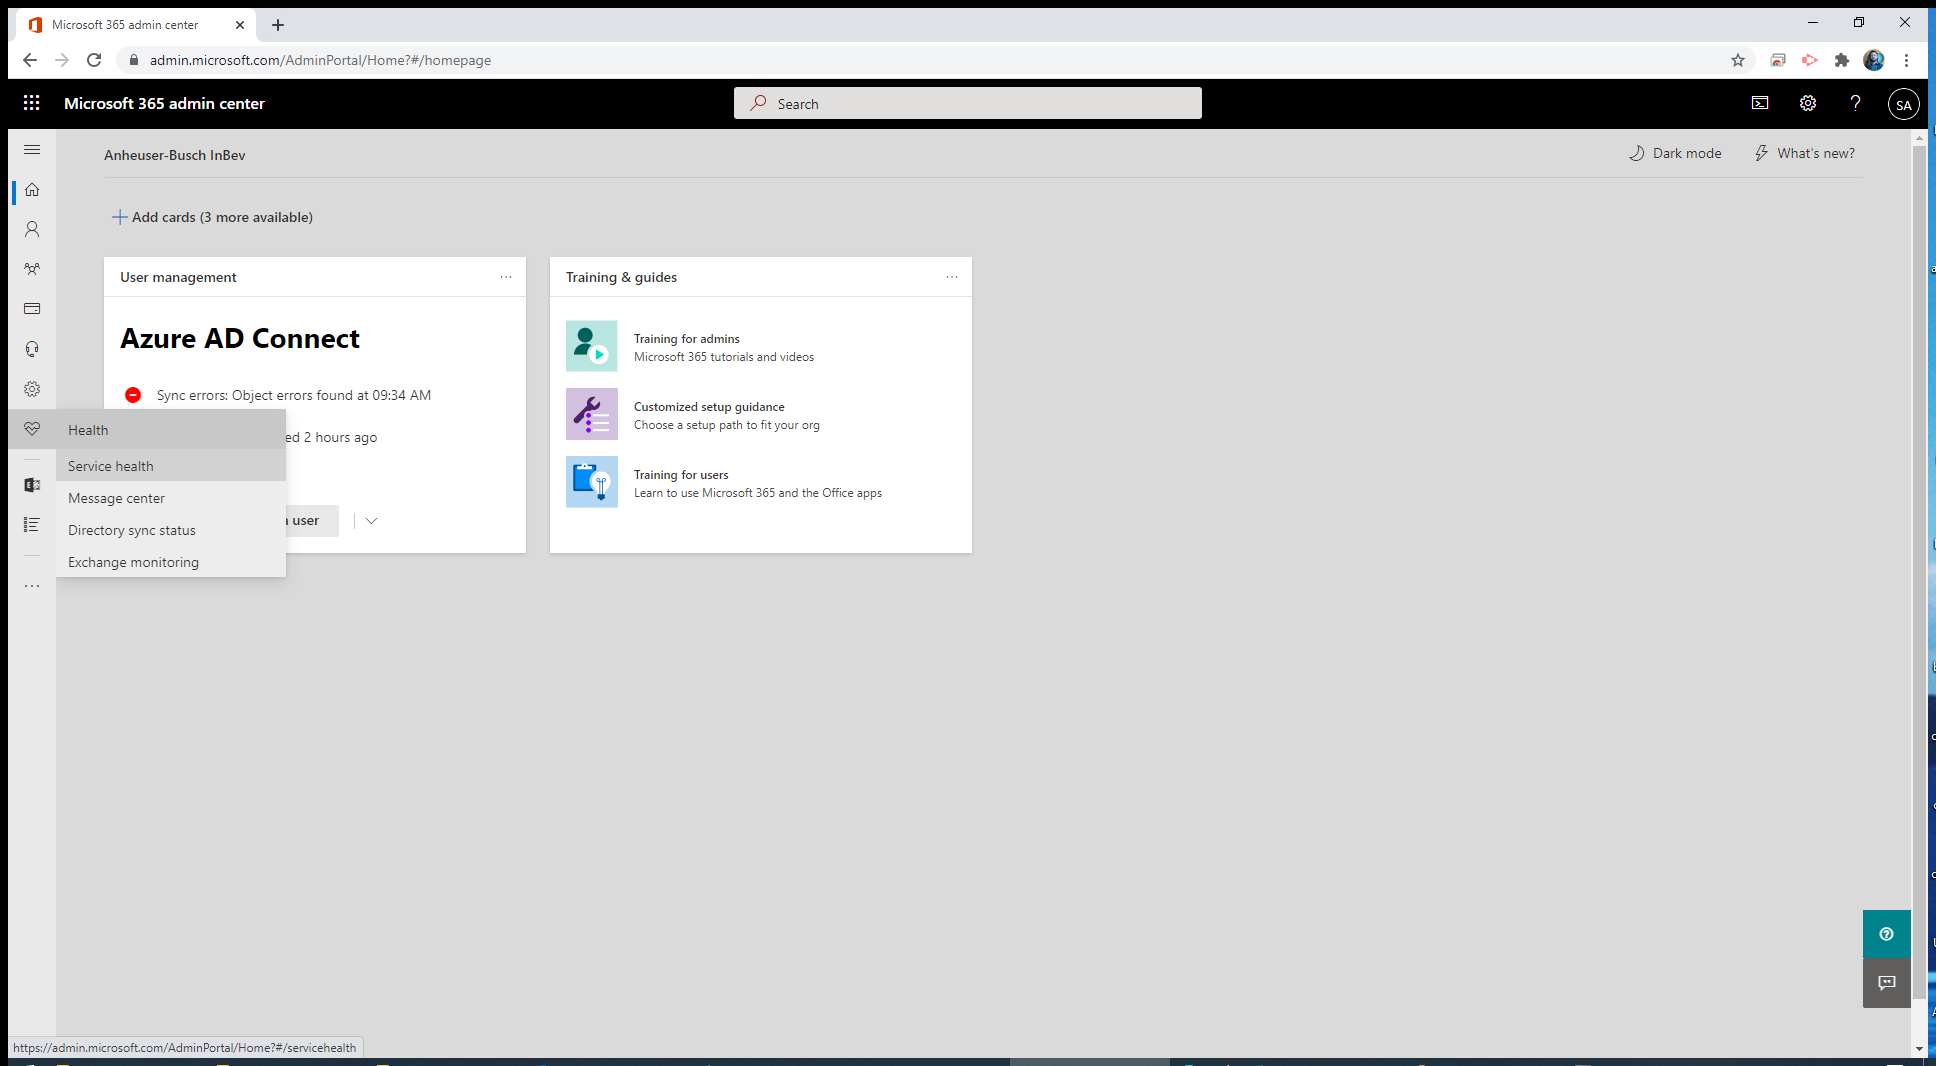 Microsoft 365 admin center
admin.microsoft.com/AdminPortal/Home?#/homepage
Microsoft 365 admin center
Search
SA
Anheuser-Busch InBev
Dark mode
What's new?
Add cards (3 more available)
User management
Azure AD Connect
Sync errors: Object errors found at 09:34 AM
ed 2 hours ago
user
Health
Service health
Message center
Directory sync status
Exchange monitoring
Training & guides
Training for admins
Microsoft 365 tutorials and videos
Customized setup guidance
Choose a setup path to fit your org
Training for users
Learn to use Microsoft 365 and the Office apps
https://admin.microsoft.com/AdminPortal/Home?#/servicehealth